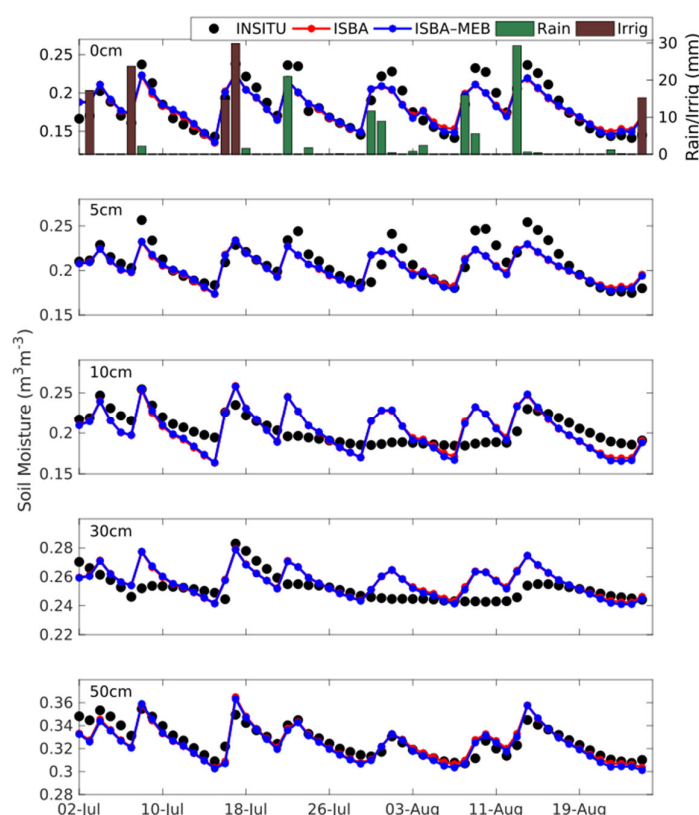 INSITU ISBA ISBA–MEB Rain Irrig
0cm
0.25
0.2
0.15
30
20
10
0
Rain/Irrig (mm)
5cm
0.25
0.2
0.15
10cm
0.25
0.2
0.15
Soil Moisture (m³m⁻³)
30cm
0.28
0.26
0.24
0.22
50cm
0.36
0.34
0.32
0.3
0.28
02-Jul 10-Jul 18-Jul 26-Jul 03-Aug 11-Aug 19-Aug